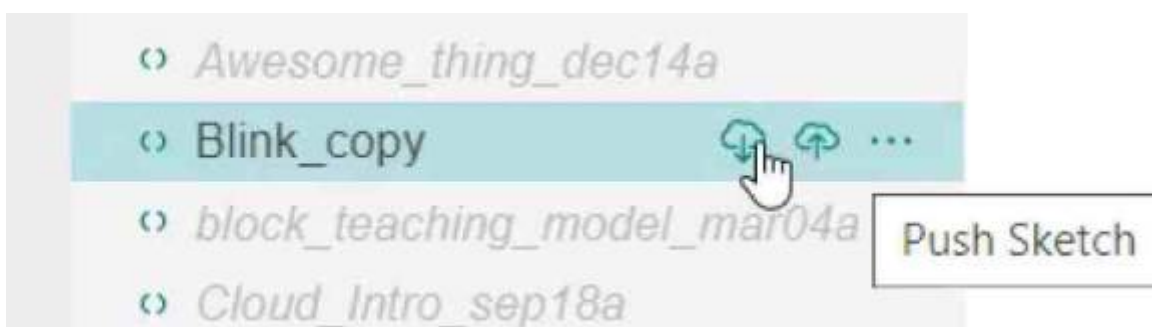 Awesome_thing_dec14a
Blink_copy
block_teaching_model_mar04a
Push Sketch
Cloud_Intro_sep18a